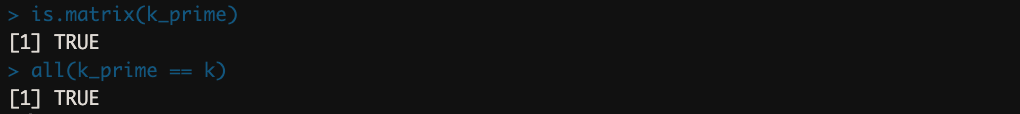 > is.matrix(k_prime)
[1] TRUE
> all(k_prime == k)
[1] TRUE